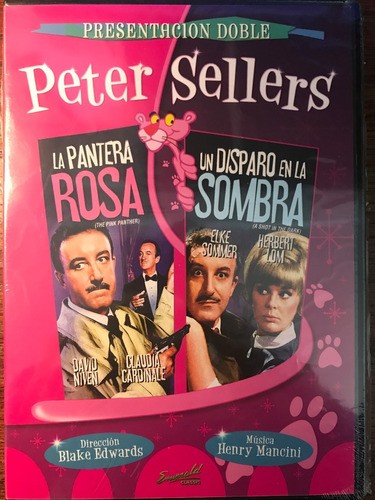 PRESENTACION DOBLE
Peter Sellers
LA PANTERA
ROSA
(THE PINK PANTHER)
DAVID
NIVEN
CLAUDIA
CARDINALE
UN DISPARO EN LA
SOMBRA
(A SHOT IN THE DARK)
ELKE
SOMMER
HERBERT
LOM
Dirección
Blake Edwards
Emerald
Música
Henry Mancini